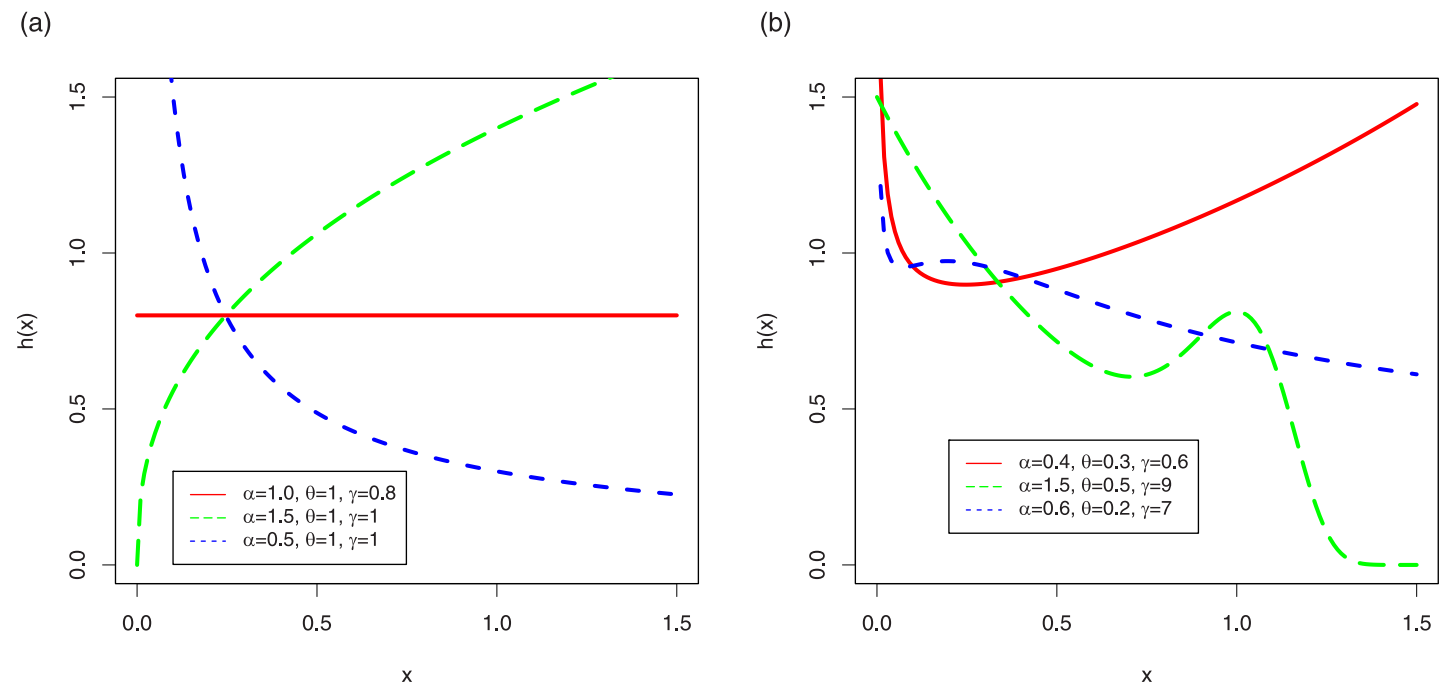 (a)
h(x)
1.5
1.0
0.5
0.0
α=1.0, θ=1, γ=0.8
α=1.5, θ=1, γ=1
α=0.5, θ=1, γ=1
0.0 0.5 1.0 1.5
x
(b)
h(x)
1.5
1.0
0.5
0.0
α=0.4, θ=0.3, γ=0.6
α=1.5, θ=0.5, γ=9
α=0.6, θ=0.2, γ=7
0.0 0.5 1.0 1.5
x